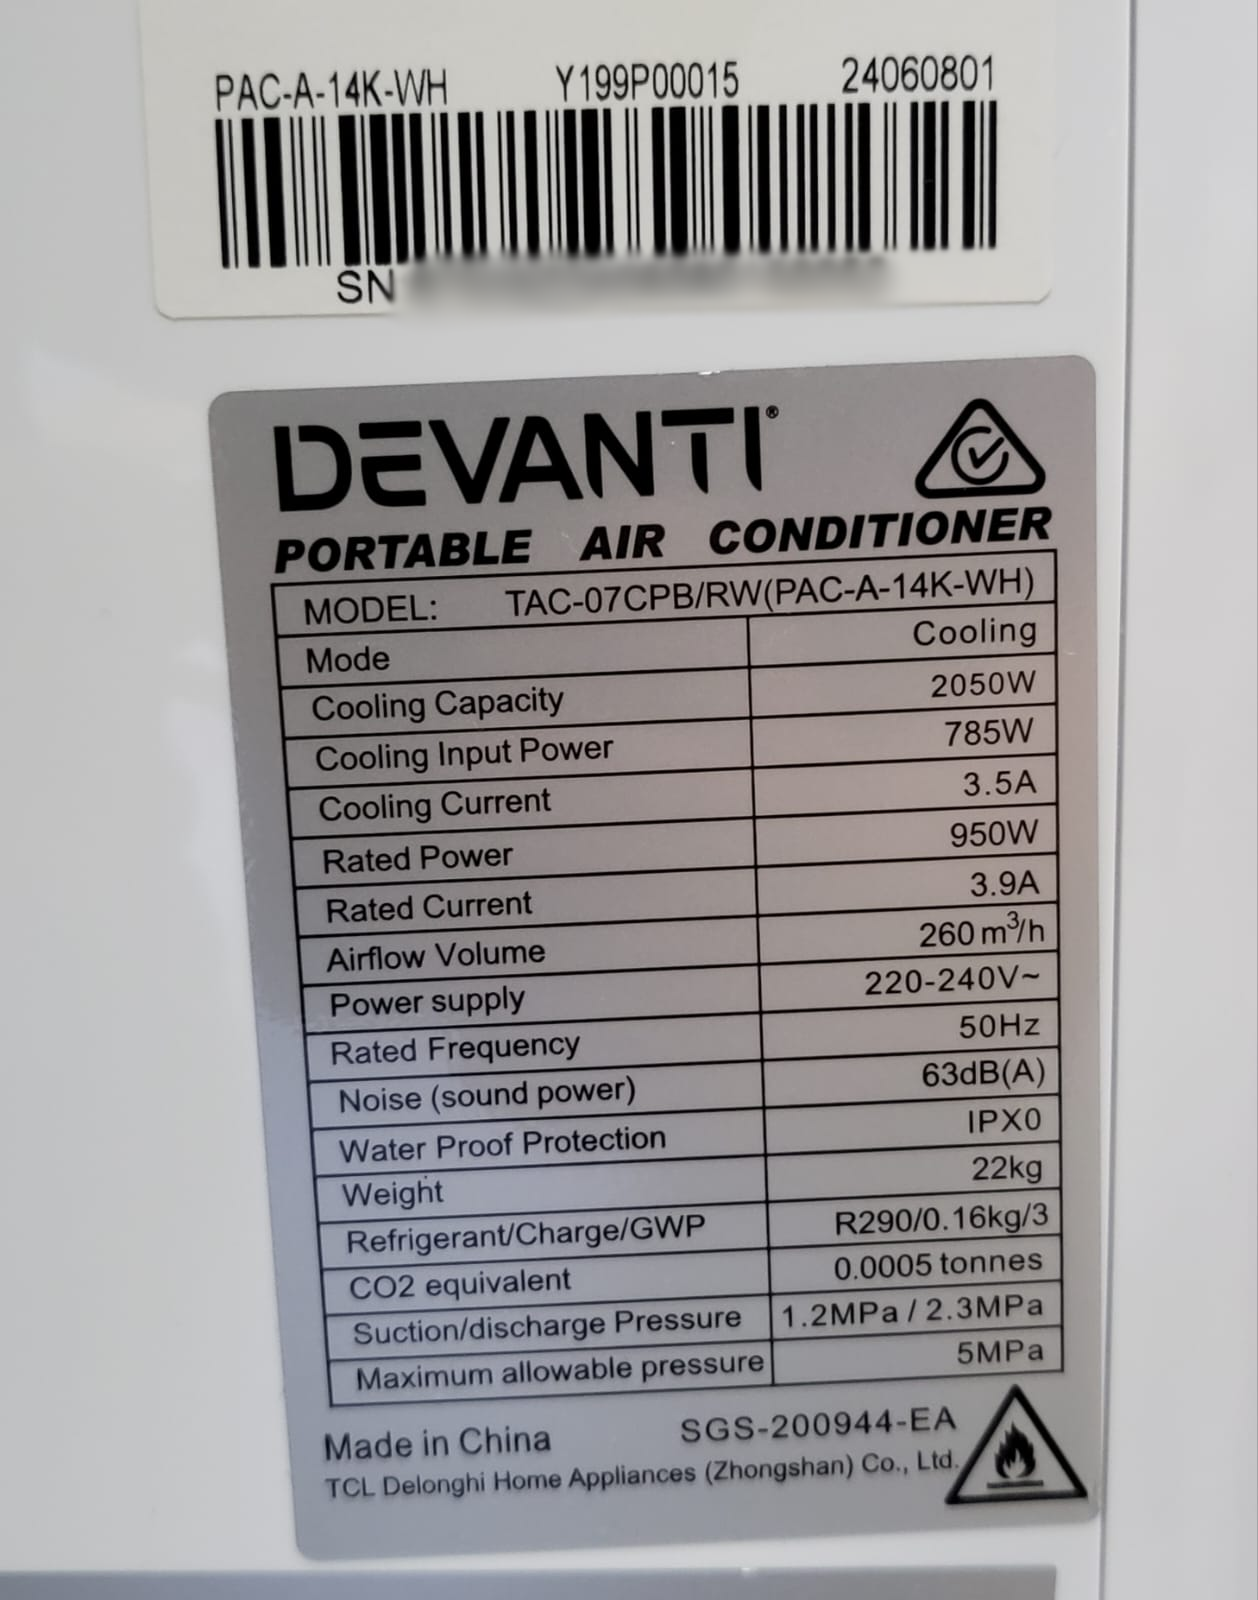 PAC-A-14K-WH Y199P00015 24060801
SN
DEVANTI®
PORTABLE AIR CONDITIONER
MODEL: TAC-07CPB/RW(PAC-A-14K-WH)
Mode Cooling
Cooling Capacity 2050W
Cooling Input Power 785W
Cooling Current 3.5A
Rated Power 950W
Rated Current 3.9A
Airflow Volume 260 m³/h
Power supply 220-240V~
Rated Frequency 50Hz
Noise (sound power) 63dB(A)
Water Proof Protection IPX0
Weight 22kg
Refrigerant/Charge/GWP R290/0.16kg/3
CO2 equivalent 0.0005 tonnes
Suction/discharge Pressure 1.2MPa / 2.3MPa
Maximum allowable pressure 5MPa
Made in China SGS-200944-EA
TCL Delonghi Home Appliances (Zhongshan) Co., Ltd.